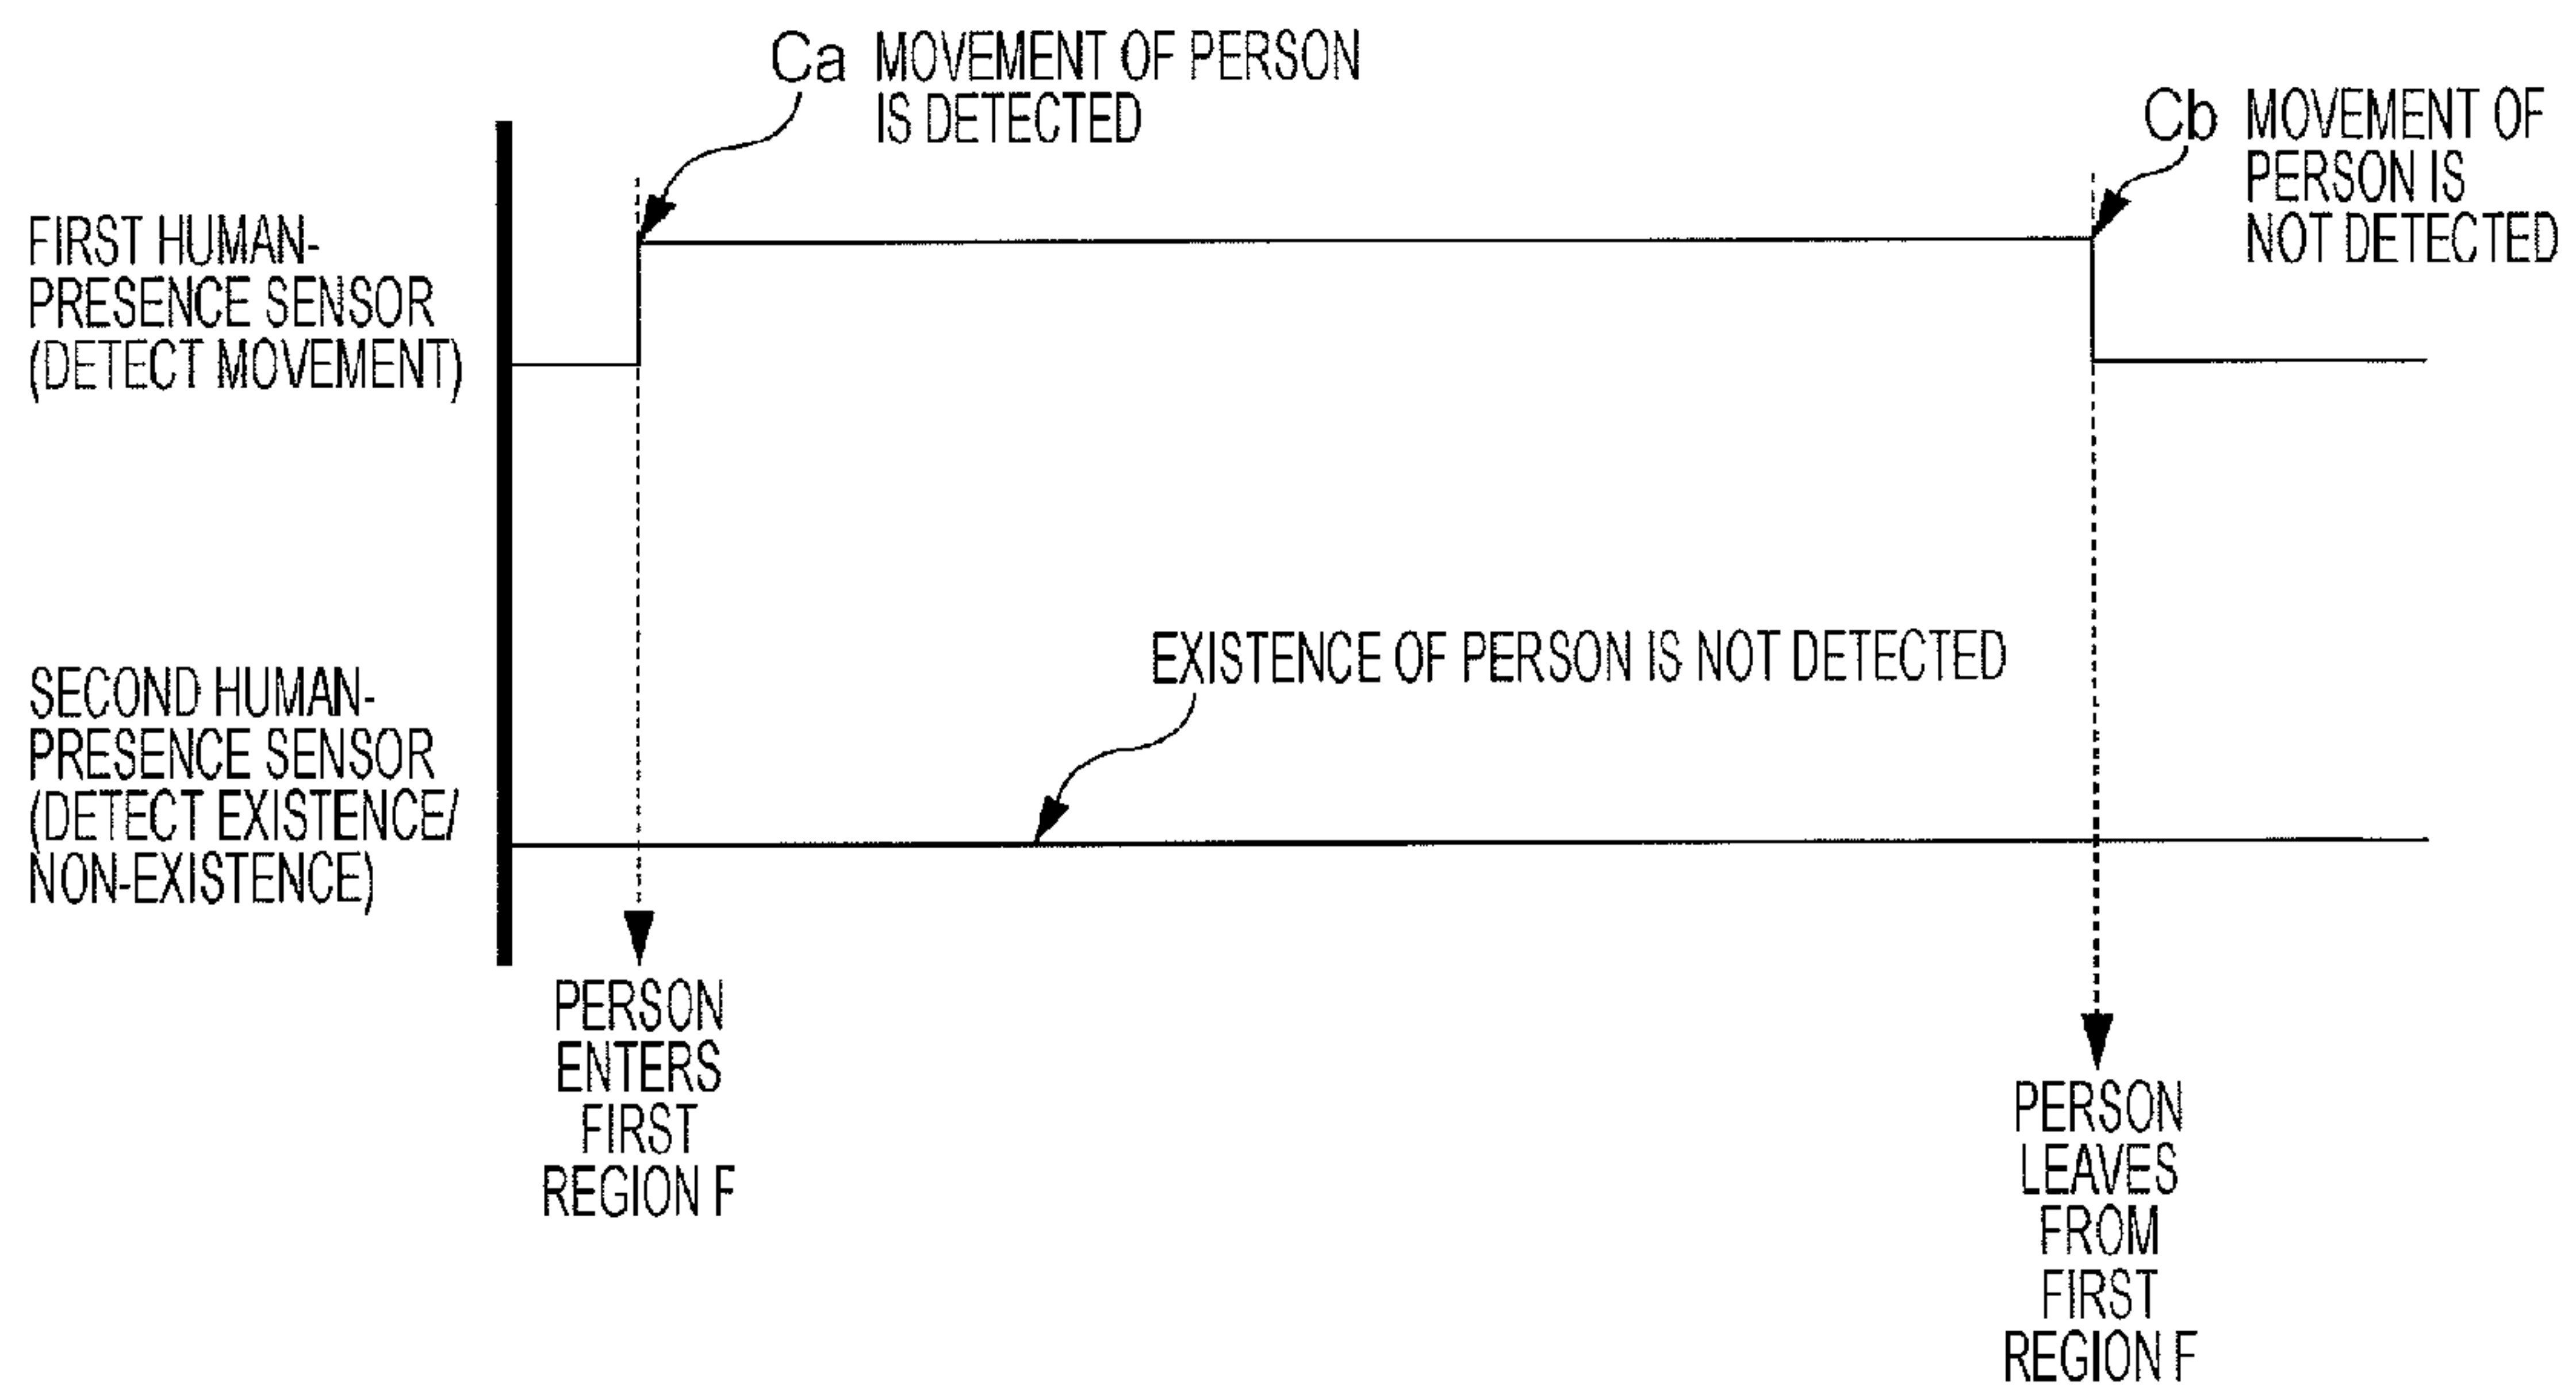 Ca MOVEMENT OF PERSON
IS DETECTED
Cb MOVEMENT OF
PERSON IS
NOT DETECTED
FIRST HUMAN-
PRESENCE SENSOR
(DETECT MOVEMENT)
EXISTENCE OF PERSON IS NOT DETECTED
SECOND HUMAN-
PRESENCE SENSOR
(DETECT EXISTENCE/
NON-EXISTENCE)
PERSON
ENTERS
FIRST
REGION F
PERSON
LEAVES
FROM
FIRST
REGION F